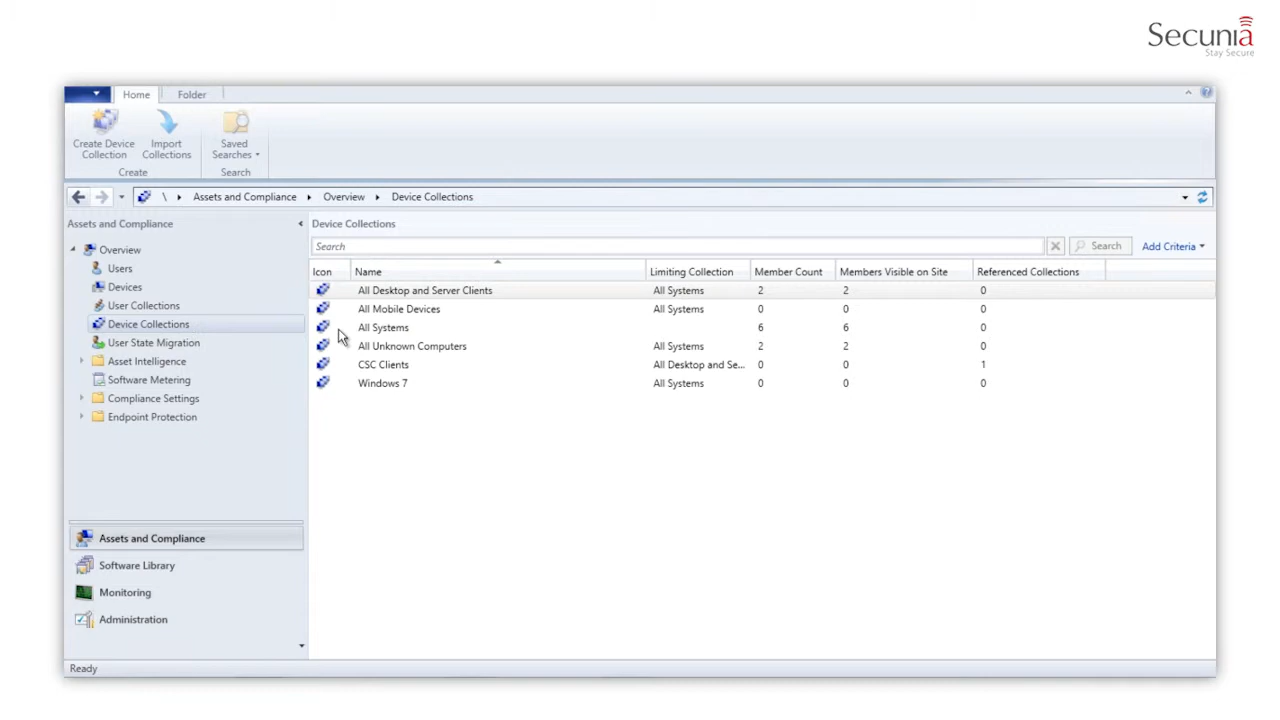 Secunia
Stay Secure
Home Folder
Create Device Collection
Import Collections
Saved Searches
Create
Search
\ Assets and Compliance Overview Device Collections
Assets and Compliance
Overview
Users
Devices
User Collections
Device Collections
User State Migration
Asset Intelligence
Software Metering
Compliance Settings
Endpoint Protection
Assets and Compliance
Software Library
Monitoring
Administration
Device Collections
Search Search Add Criteria
Icon Name Limiting Collection Member Count Members Visible on Site Referenced Collections
All Desktop and Server Clients All Systems 2 2 0
All Mobile Devices All Systems 0 0 0
All Systems 6 6 0
All Unknown Computers All Systems 2 2 0
CSC Clients All Desktop and Se... 0 0 1
Windows 7 All Systems 0 0 0
Ready